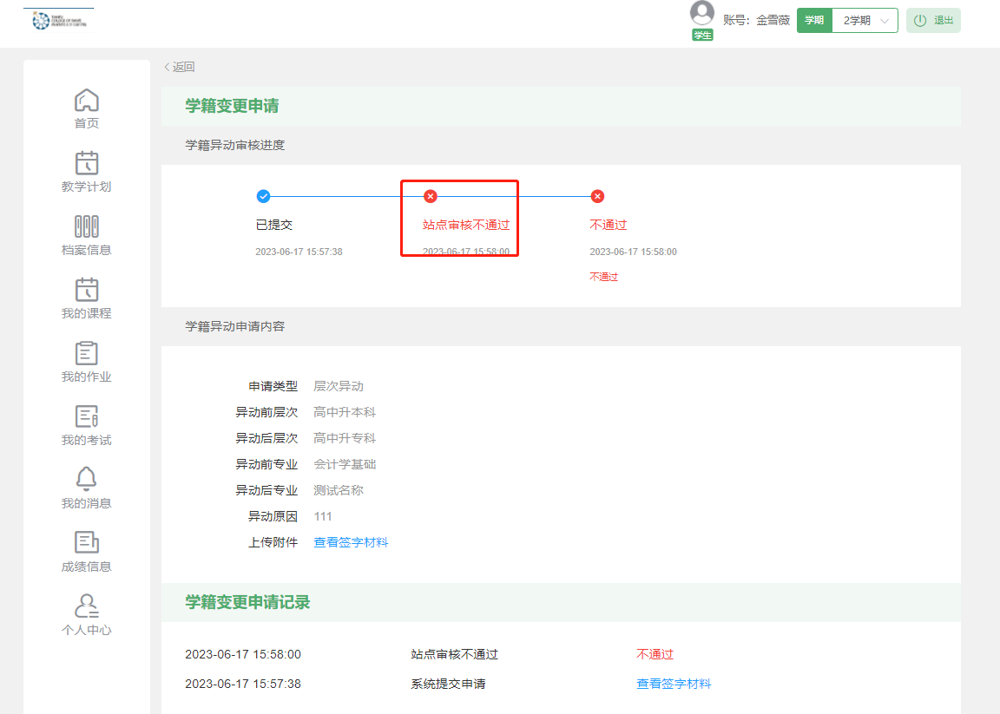 账号：金雪薇
学期
2学期
退出
学生
返回
首页
教学计划
档案信息
我的课程
我的作业
我的考试
我的消息
成绩信息
个人中心
学籍变更申请
学籍异动审核进度
已提交
2023-06-17 15:57:38
站点审核不通过
2023-06-17 15:58:00
不通过
2023-06-17 15:58:00
不通过
学籍异动申请内容
申请类型 层次异动
异动前层次 高中升本科
异动后层次 高中升专科
异动前专业 会计学基础
异动后专业 测试名称
异动原因 111
上传附件 查看签字材料
学籍变更申请记录
2023-06-17 15:58:00 站点审核不通过 不通过
2023-06-17 15:57:38 系统提交申请 查看签字材料